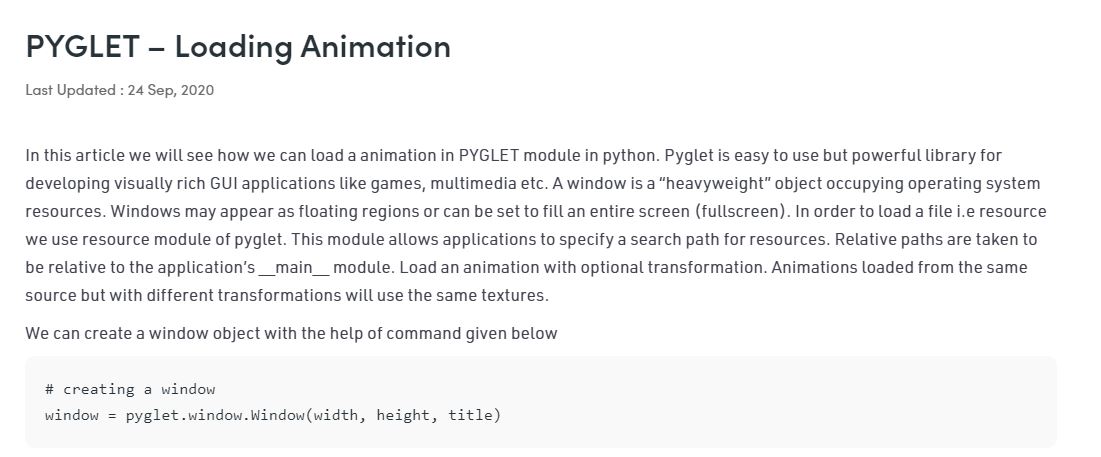 PYGLET – Loading Animation
Last Updated : 24 Sep, 2020
In this article we will see how we can load a animation in PYGLET module in python. Pyglet is easy to use but powerful library for
developing visually rich GUI applications like games, multimedia etc. A window is a “heavyweight” object occupying operating system
resources. Windows may appear as floating regions or can be set to fill an entire screen (fullscreen). In order to load a file i.e resource
we use resource module of pyglet. This module allows applications to specify a search path for resources. Relative paths are taken to
be relative to the application’s __main__ module. Load an animation with optional transformation. Animations loaded from the same
source but with different transformations will use the same textures.
We can create a window object with the help of command given below
# creating a window
window = pyglet.window.Window(width, height, title)